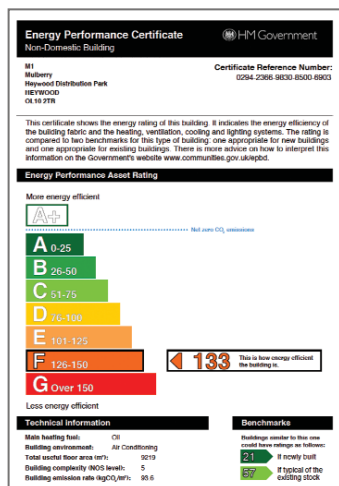 Energy Performance Certificate
HM Government
Non-Domestic Building
M1
Mulberry
Heywood Distribution Park
HEYWOOD
OL10 2TR
Certificate Reference Number:
0294-2366-9830-8500-6903
This certificate shows the energy rating of this building. It indicates the energy efficiency of
the building fabric and the heating, ventilation, cooling and lighting systems. The rating is
compared to two benchmarks for this type of building: one appropriate for new buildings
and one appropriate for existing buildings. There is more advice on how to interpret this
information on the Government's website www.communities.gov.uk/epbd.
Energy Performance Asset Rating
More energy efficient
A+
Net zero CO₂ emissions
A 0-25
B 26-50
C 51-75
D 76-100
E 101-125
F 126-150
133
This is how energy efficient
the building is.
G Over 150
Less energy efficient
Technical information
Main heating fuel: Oil
Building environment: Air Conditioning
Total useful floor area (m²): 9219
Building complexity (NOS level): 5
Building emission rate (kgCO₂/m²): 93.6
Benchmarks
Buildings similar to this one
could have ratings as follows:
21 If newly built
57 If typical of the
existing stock